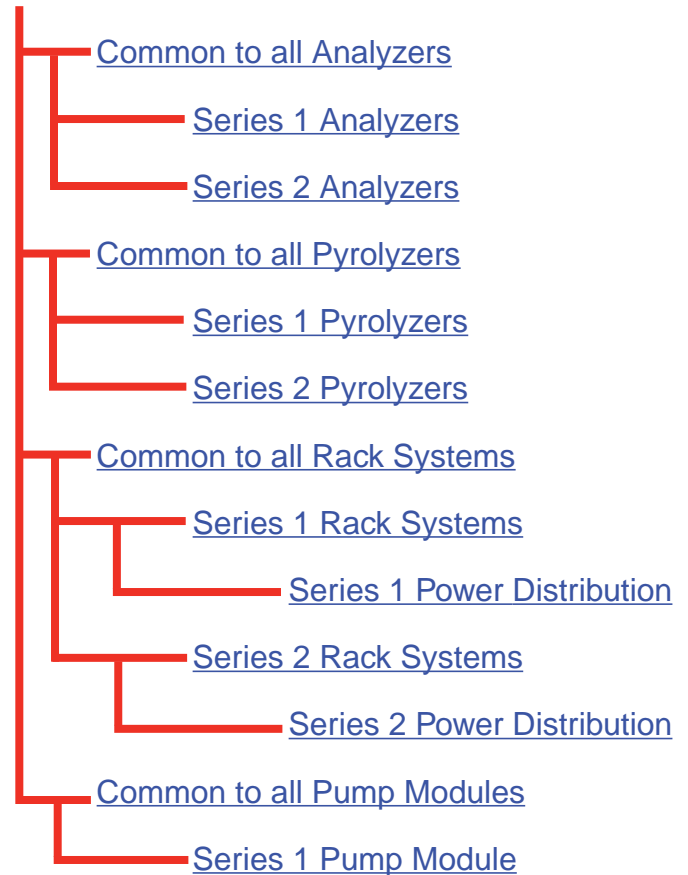 Common to all Analyzers
Series 1 Analyzers
Series 2 Analyzers
Common to all Pyrolyzers
Series 1 Pyrolyzers
Series 2 Pyrolyzers
Common to all Rack Systems
Series 1 Rack Systems
Series 1 Power Distribution
Series 2 Rack Systems
Series 2 Power Distribution
Common to all Pump Modules
Series 1 Pump Module